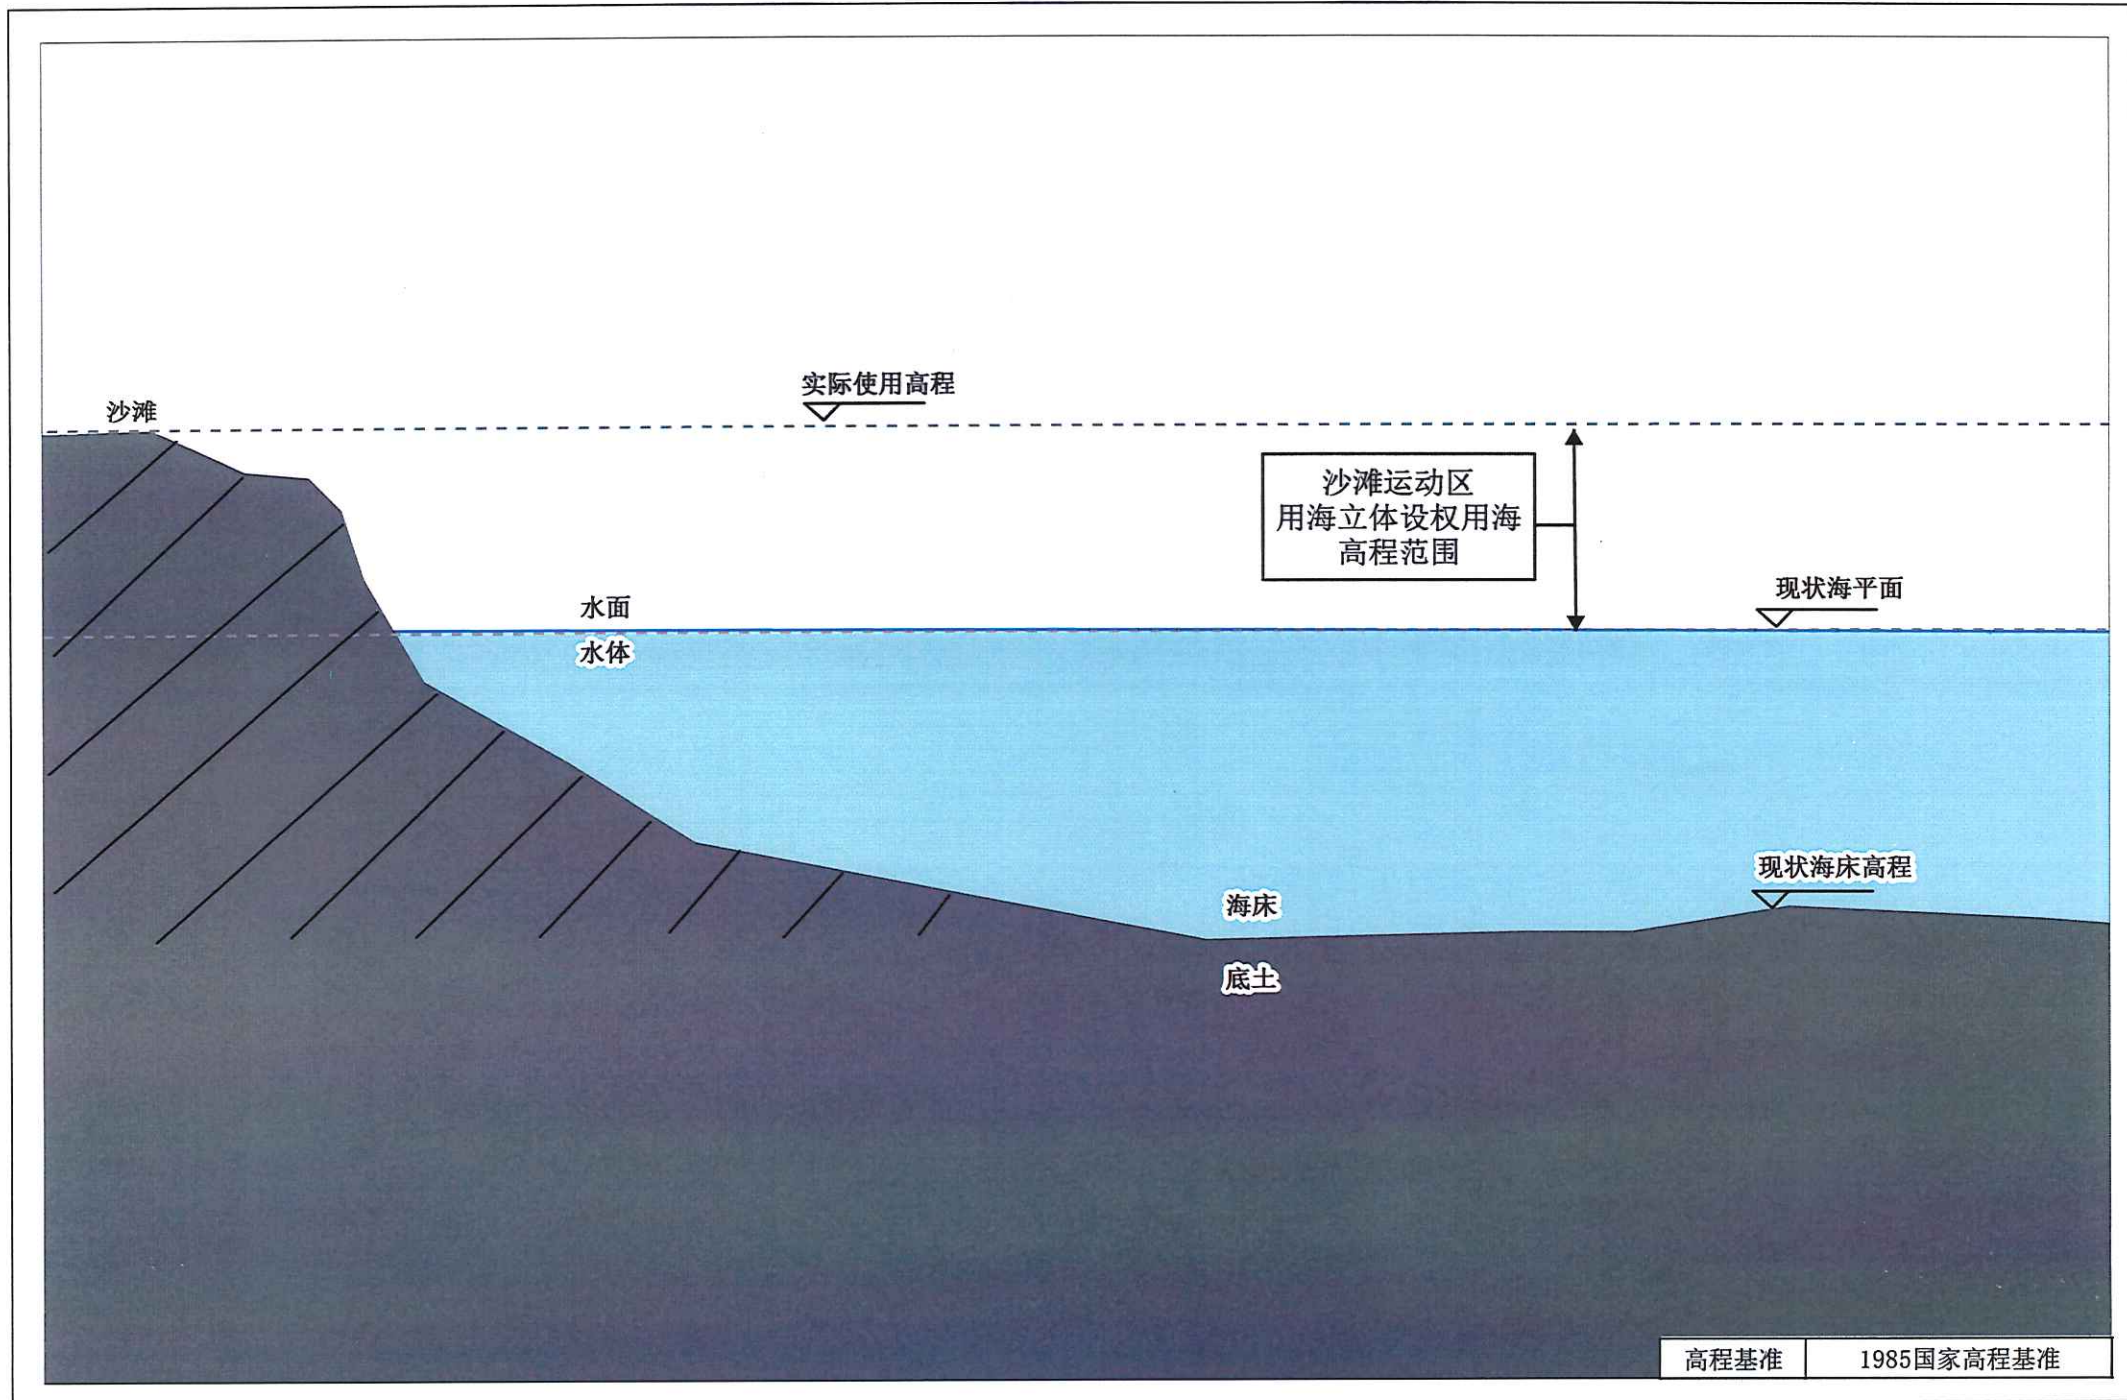 实际使用高程
沙滩
沙滩运动区
用海立体设权用海
高程范围
现状海平面
水面
水体
现状海床高程
海床
底土
高程基准 1985国家高程基准